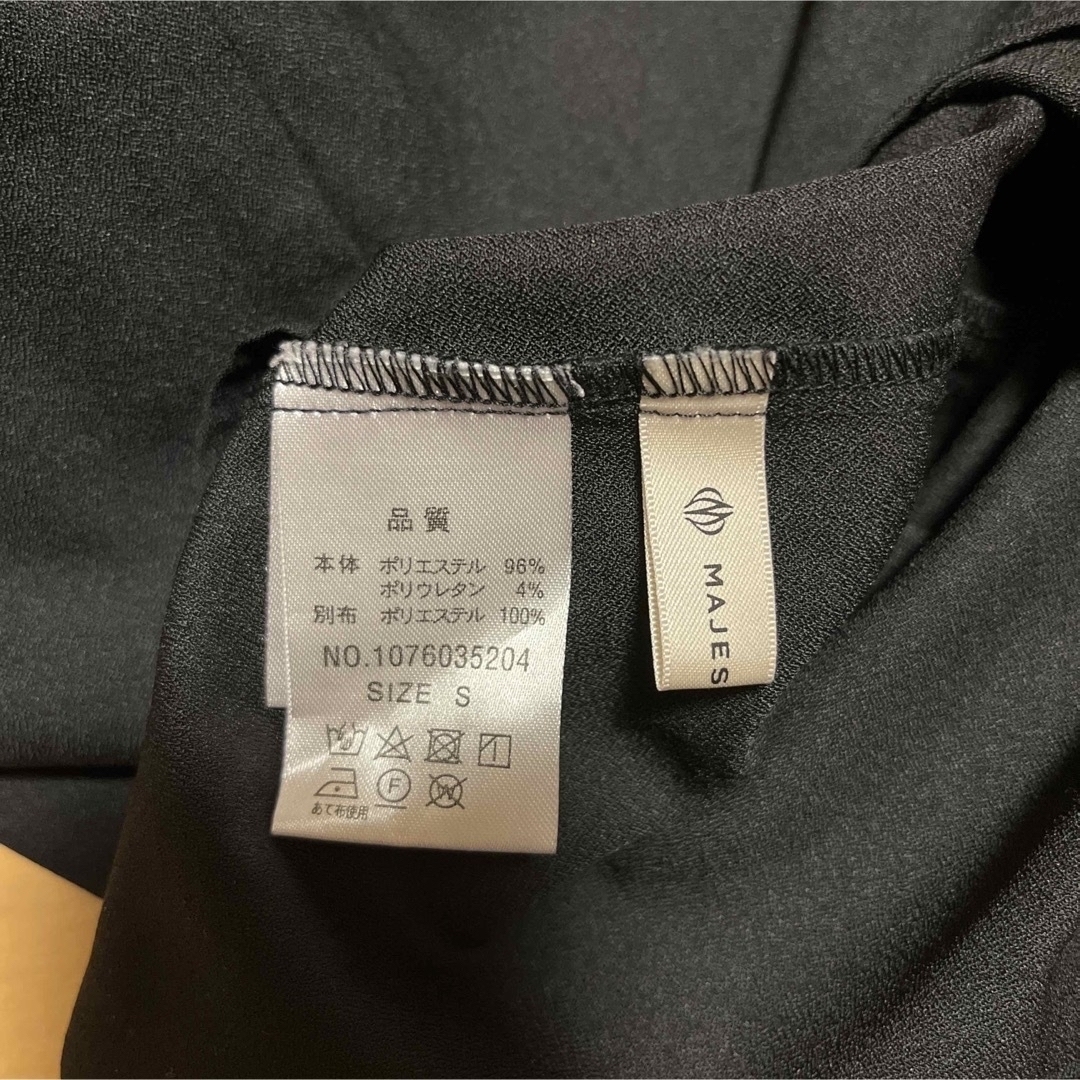 品質
本体 ポリエステル 96%
ポリウレタン 4%
別布 ポリエステル 100%
NO.1076035204
SIZE S
F
W
あて布使用
MAJES